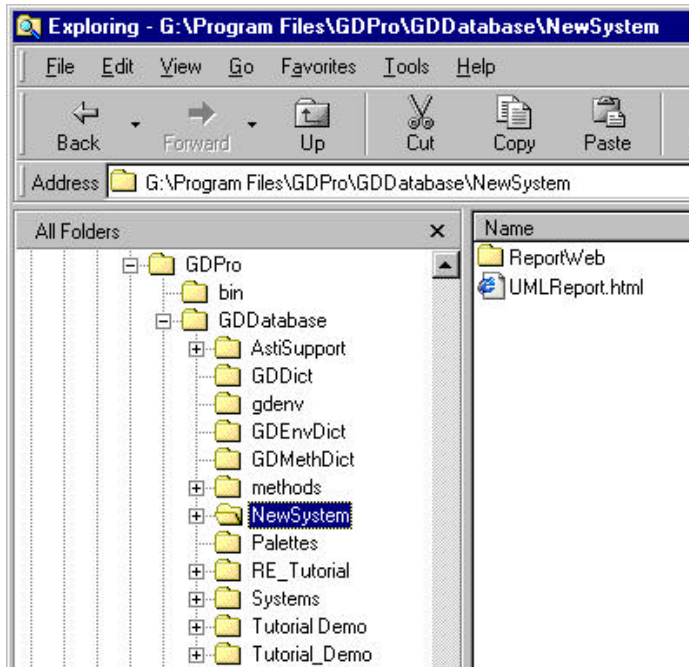 Exploring - G:\Program Files\GDPro\GDDatabase\NewSystem
File Edit View Go Favorites Tools Help
Back Forward Up Cut Copy Paste
Address G:\Program Files\GDPro\GDDatabase\NewSystem
All Folders
GDPro
bin
GDDatabase
AstiSupport
GDDict
gdenv
GDEnvDict
GDMethDict
methods
NewSystem
Palettes
RE_Tutorial
Systems
Tutorial Demo
Tutorial_Demo
Name
ReportWeb
UMLReport.html